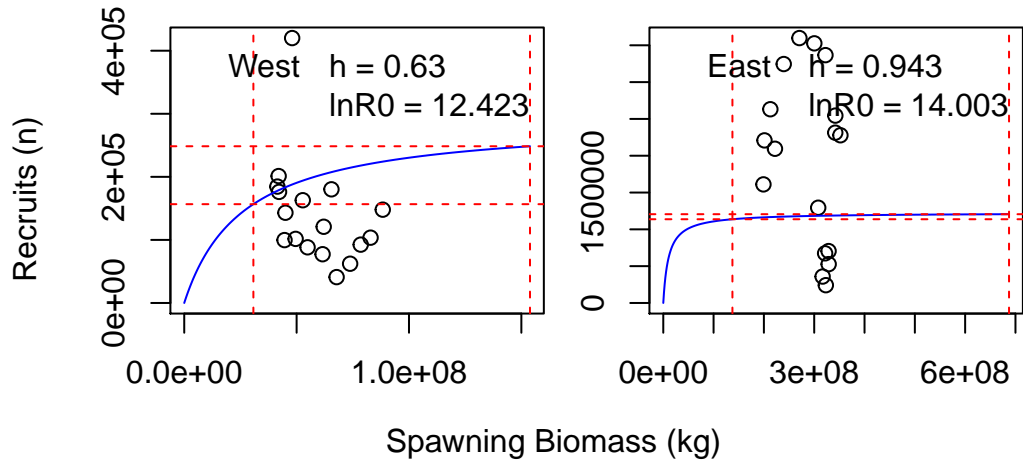 West h = 0.63
lnR0 = 12.423
East h = 0.943
lnR0 = 14.003
Recruits (n)
0e+00 2e+05 4e+05
0 1500000
0.0e+00 1.0e+08
0e+00 3e+08 6e+08
Spawning Biomass (kg)